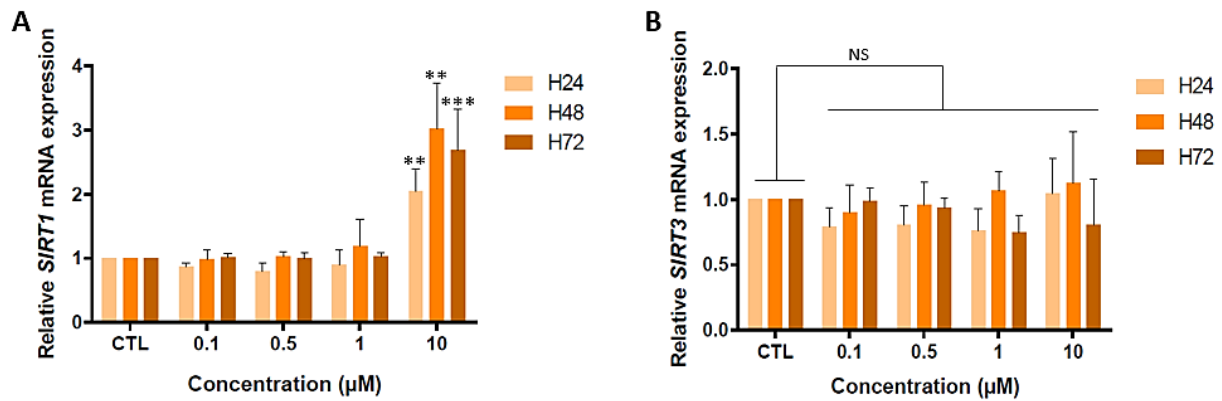 A
Relative SIRT1 mRNA expression
4
3
2
1
0
** ** ***
CTL 0.1 0.5 1 10
Concentration (µM)
H24
H48
H72
B
Relative SIRT3 mRNA expression
2.0
1.5
1.0
0.5
0.0
NS
CTL 0.1 0.5 1 10
Concentration (µM)
H24
H48
H72